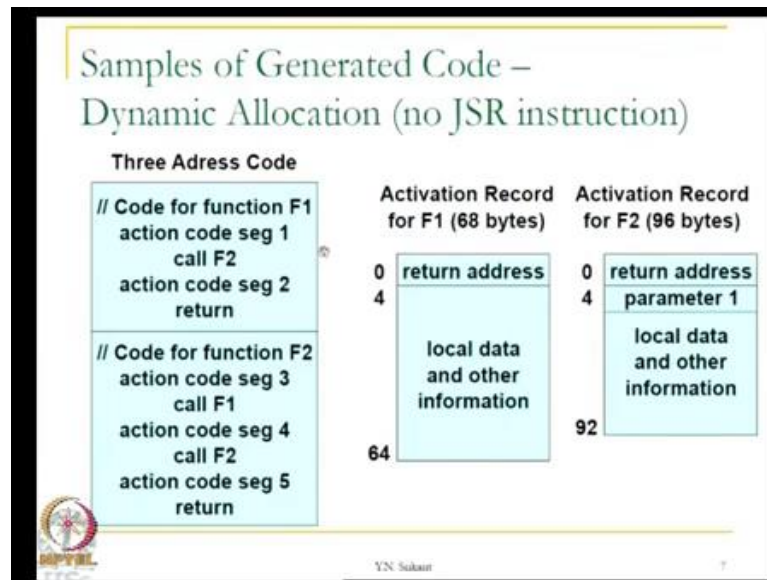 Samples of Generated Code –
Dynamic Allocation (no JSR instruction)
Three Adress Code
// Code for function F1
action code seg 1
call F2
action code seg 2
return
// Code for function F2
action code seg 3
call F1
action code seg 4
call F2
action code seg 5
return
Activation Record
for F1 (68 bytes)
0 return address
4
local data
and other
information
64
Activation Record
for F2 (96 bytes)
0 return address
4 parameter 1
local data
and other
information
92
NPTEL
Y.N. Srikant
7